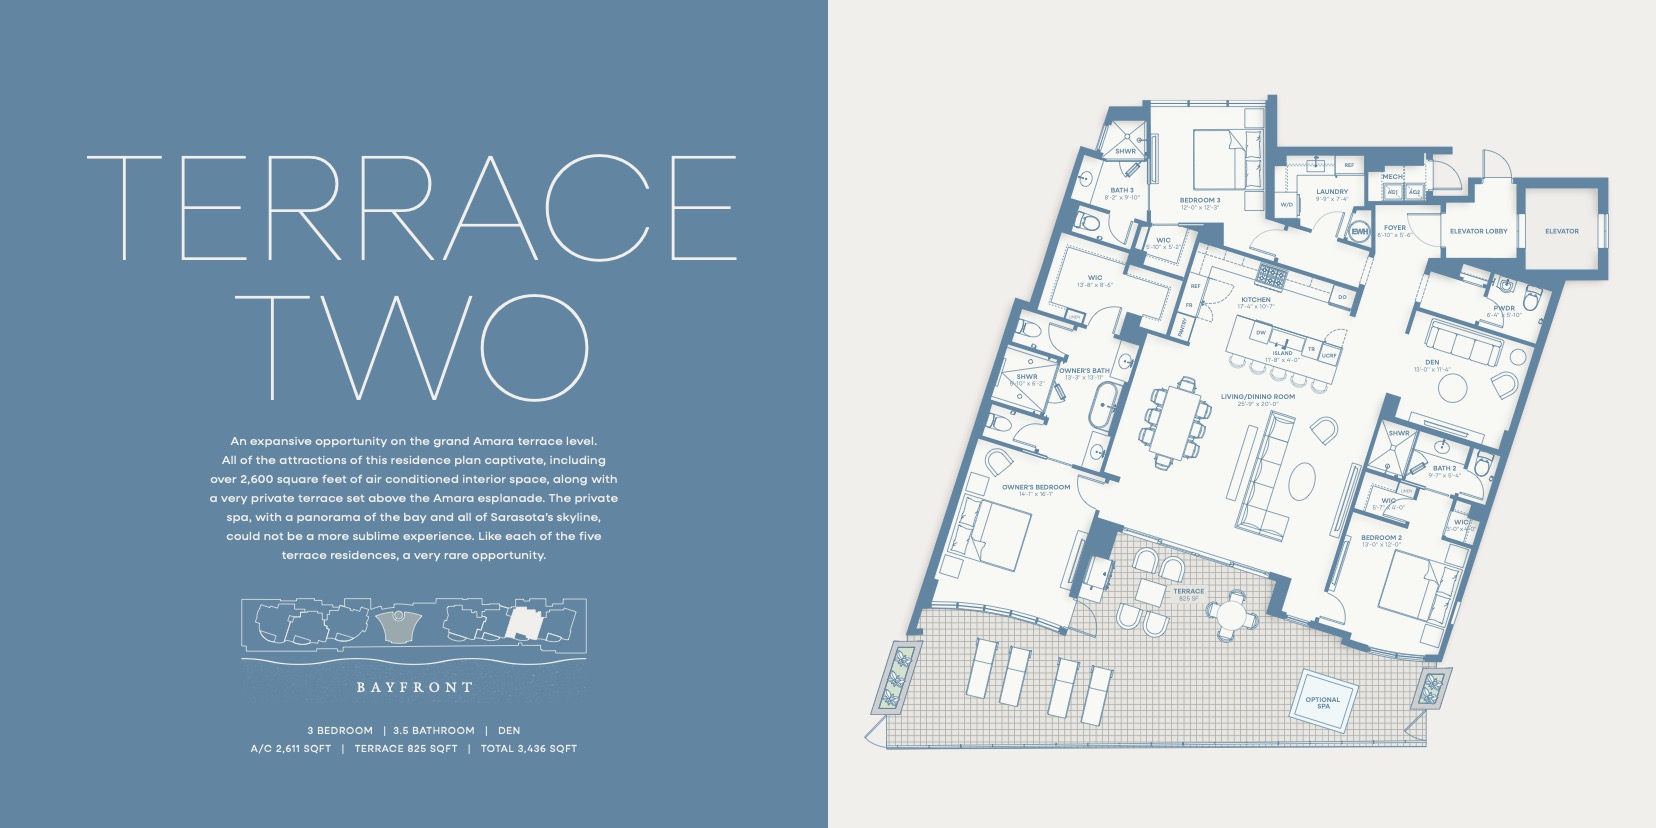 TERRACE
TWO
An expansive opportunity on the grand Amara terrace level.
All of the attractions of this residence plan captivate, including
over 2,600 square feet of air conditioned interior space, along with
a very private terrace set above the Amara esplanade. The private
spa, with a panorama of the bay and all of Sarasota's skyline,
could not be a more sublime experience. Like each of the five
terrace residences, a very rare opportunity.
BAYFRONT
3 BEDROOM | 3.5 BATHROOM | DEN
A/C 2,611 SQFT | TERRACE 825 SQFT | TOTAL 3,436 SQFT
SHWR
BATH 3
8'-2" x 9'-10"
BEDROOM 3
12'-0" x 12'-3"
REF
LAUNDRY
9'-9" x 7'-4"
W/D
MECH
AC1
AC2
EWH
FOYER
6'-10" x 5'-6"
ELEVATOR LOBBY
ELEVATOR
WIC
5'-10" x 5'-2"
WIC
13'-8" x 8'-6"
LINEN
REF
FR
PANTRY
KITCHEN
17'-4" x 10'-7"
DO
DW
ISLAND
11'-8" x 4'-0"
TR
UCRF
PWDR
6'-4" x 5'-10"
DEN
13'-0" x 11'-4"
OWNER'S BATH
13'-3" x 13'-11"
SHWR
5'-10" x 6'-2"
LIVING/DINING ROOM
25'-9" x 20'-0"
SHWR
BATH 2
9'-7" x 5'-4"
LINEN
WIC
5'-7" x 4'-0"
WIC
3'-0" x 4'-0"
OWNER'S BEDROOM
14'-1" x 16'-1"
BEDROOM 2
13'-0" x 12'-0"
TERRACE
825 SF
OPTIONAL
SPA